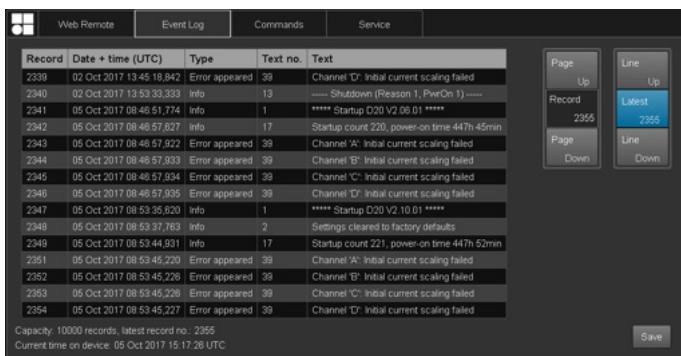 Web Remote Event Log Commands Service
Record Date + time (UTC) Type Text no. Text
2339 02 Oct 2017 13:45:18,842 Error appeared 39 Channel 'D': Initial current scaling failed
2340 02 Oct 2017 13:53:33,333 Info 13 ----- Shutdown (Reason 1, PwrOn 1) -----
2341 05 Oct 2017 08:46:51,774 Info 1 ***** Startup D20 V2.06.01 *****
2342 05 Oct 2017 08:46:57,627 Info 17 Startup count 220, power-on time 447h 45min
2343 05 Oct 2017 08:46:57,922 Error appeared 39 Channel 'A': Initial current scaling failed
2344 05 Oct 2017 08:46:57,933 Error appeared 39 Channel 'B': Initial current scaling failed
2345 05 Oct 2017 08:46:57,934 Error appeared 39 Channel 'C': Initial current scaling failed
2346 05 Oct 2017 08:46:57,935 Error appeared 39 Channel 'D': Initial current scaling failed
2347 05 Oct 2017 08:53:35,620 Info 1 ***** Startup D20 V2.10.01 *****
2348 05 Oct 2017 08:53:37,763 Info 2 Settings cleared to factory defaults
2349 05 Oct 2017 08:53:44,931 Info 17 Startup count 221, power-on time 447h 52min
2351 05 Oct 2017 08:53:45,220 Error appeared 39 Channel 'A': Initial current scaling failed
2352 05 Oct 2017 08:53:45,226 Error appeared 39 Channel 'B': Initial current scaling failed
2353 05 Oct 2017 08:53:45,226 Error appeared 39 Channel 'C': Initial current scaling failed
2354 05 Oct 2017 08:53:45,227 Error appeared 39 Channel 'D': Initial current scaling failed
Page Up
Line Up
Record 2355
Latest 2355
Page Down
Line Down
Capacity: 10000 records, latest record no.: 2355
Current time on device: 05 Oct 2017 15:17:26 UTC
Save